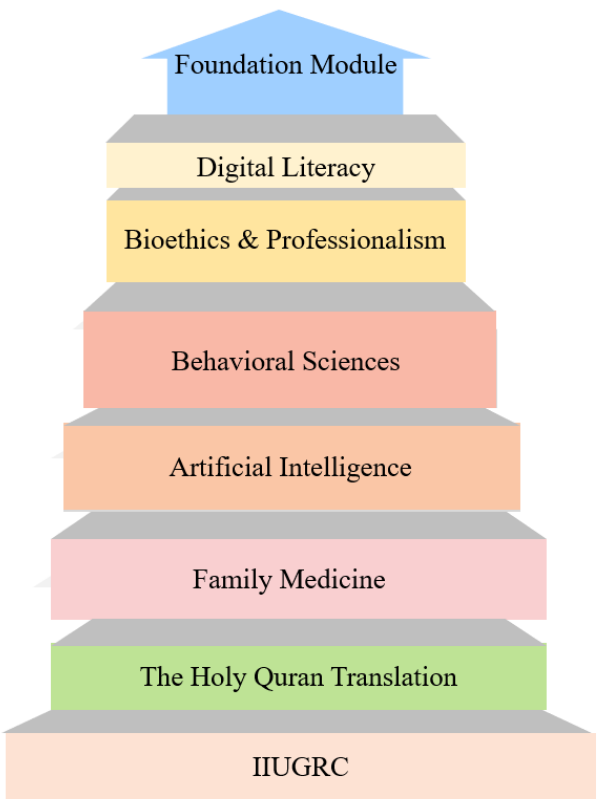 Foundation Module
Digital Literacy
Bioethics & Professionalism
Behavioral Sciences
Artificial Intelligence
Family Medicine
The Holy Quran Translation
IIUGRC